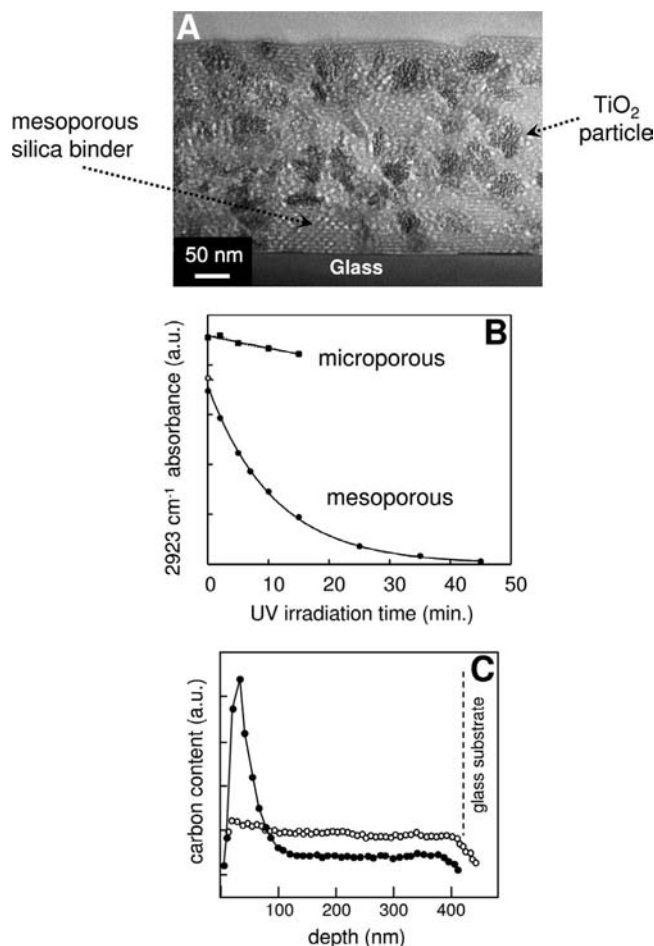 A
mesoporous
silica binder
TiO₂
particle
50 nm
Glass
B
2923 cm⁻¹ absorbance (a.u.)
microporous
mesoporous
0 10 20 30 40 50
UV irradiation time (min.)
C
carbon content (a.u.)
glass substrate
100 200 300 400
depth (nm)